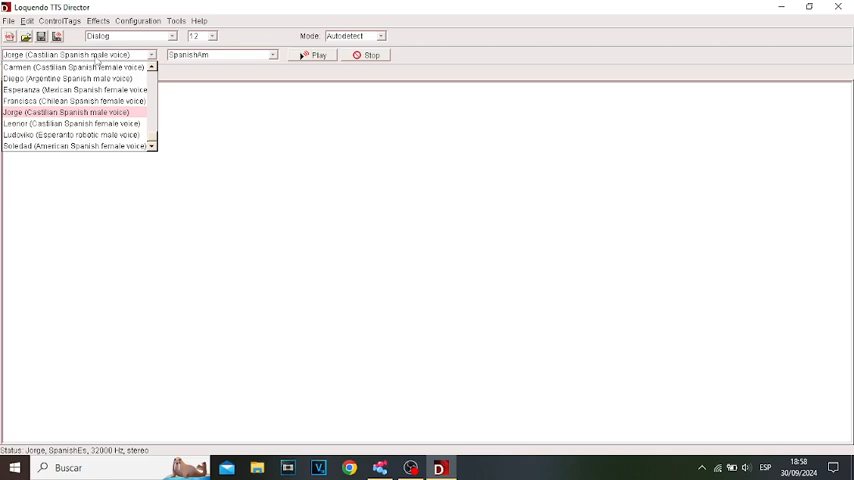 Loquendo TTS Director
File Edit ControlTags Effects Configuration Tools Help
Dialog 12 Mode: Autodetect
Jorge (Castilian Spanish male voice) SpanishAm Play Stop
Carmen (Castilian Spanish female voice)
Diego (Argentine Spanish male voice)
Esperanza (Mexican Spanish female voice
Francisca (Chilean Spanish female voice)
Jorge (Castilian Spanish male voice)
Leonor (Castilian Spanish female voice)
Ludoviko (Esperanto robotic male voice)
Soledad (American Spanish female voice)
Status: Jorge, SpanishEs, 32000 Hz, stereo
Buscar ESP 18:58
30/09/2024